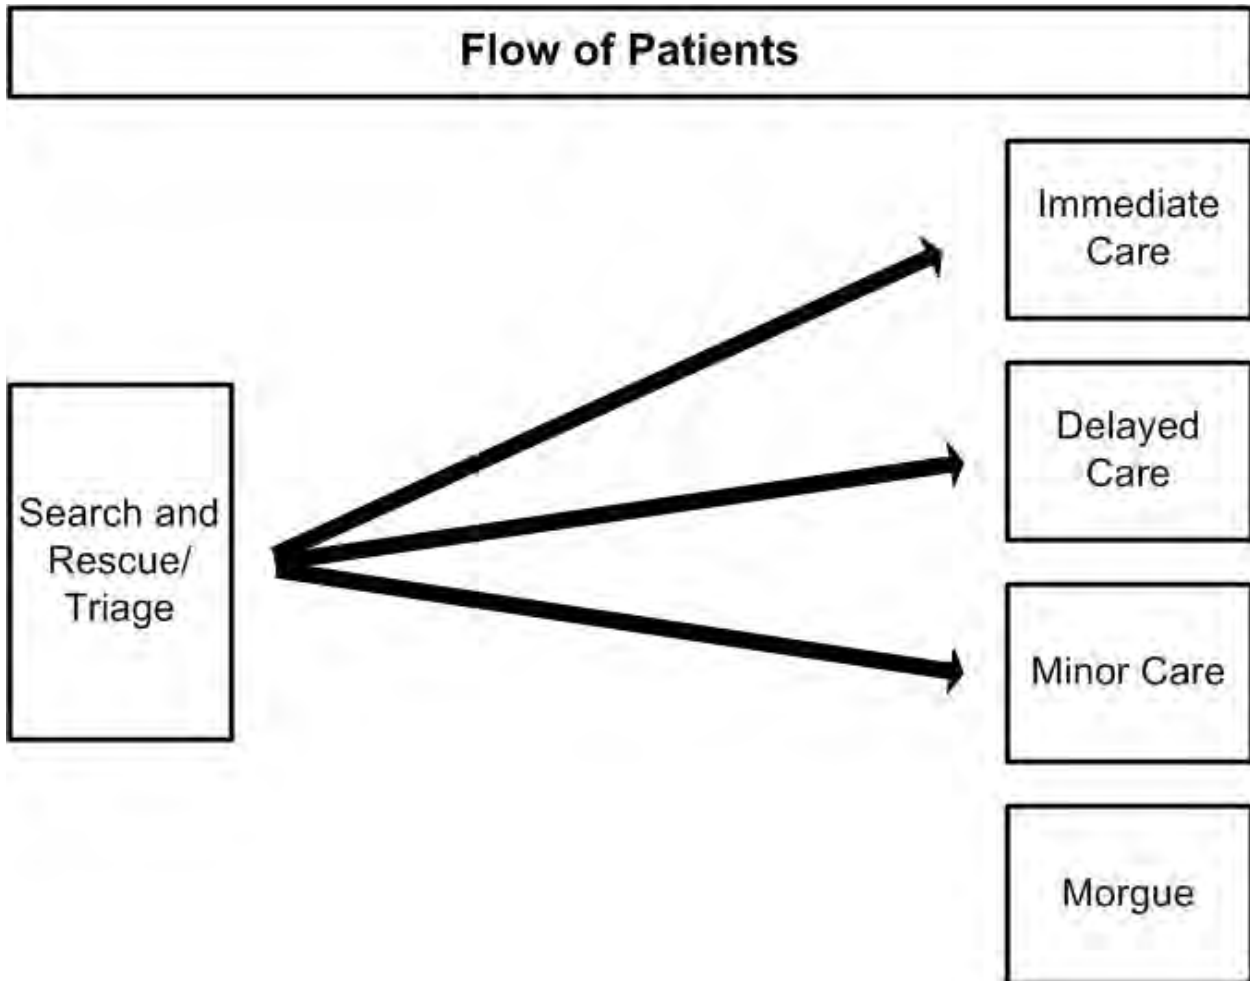 Flow of Patients
Search and
Rescue/
Triage
Immediate
Care
Delayed
Care
Minor Care
Morgue